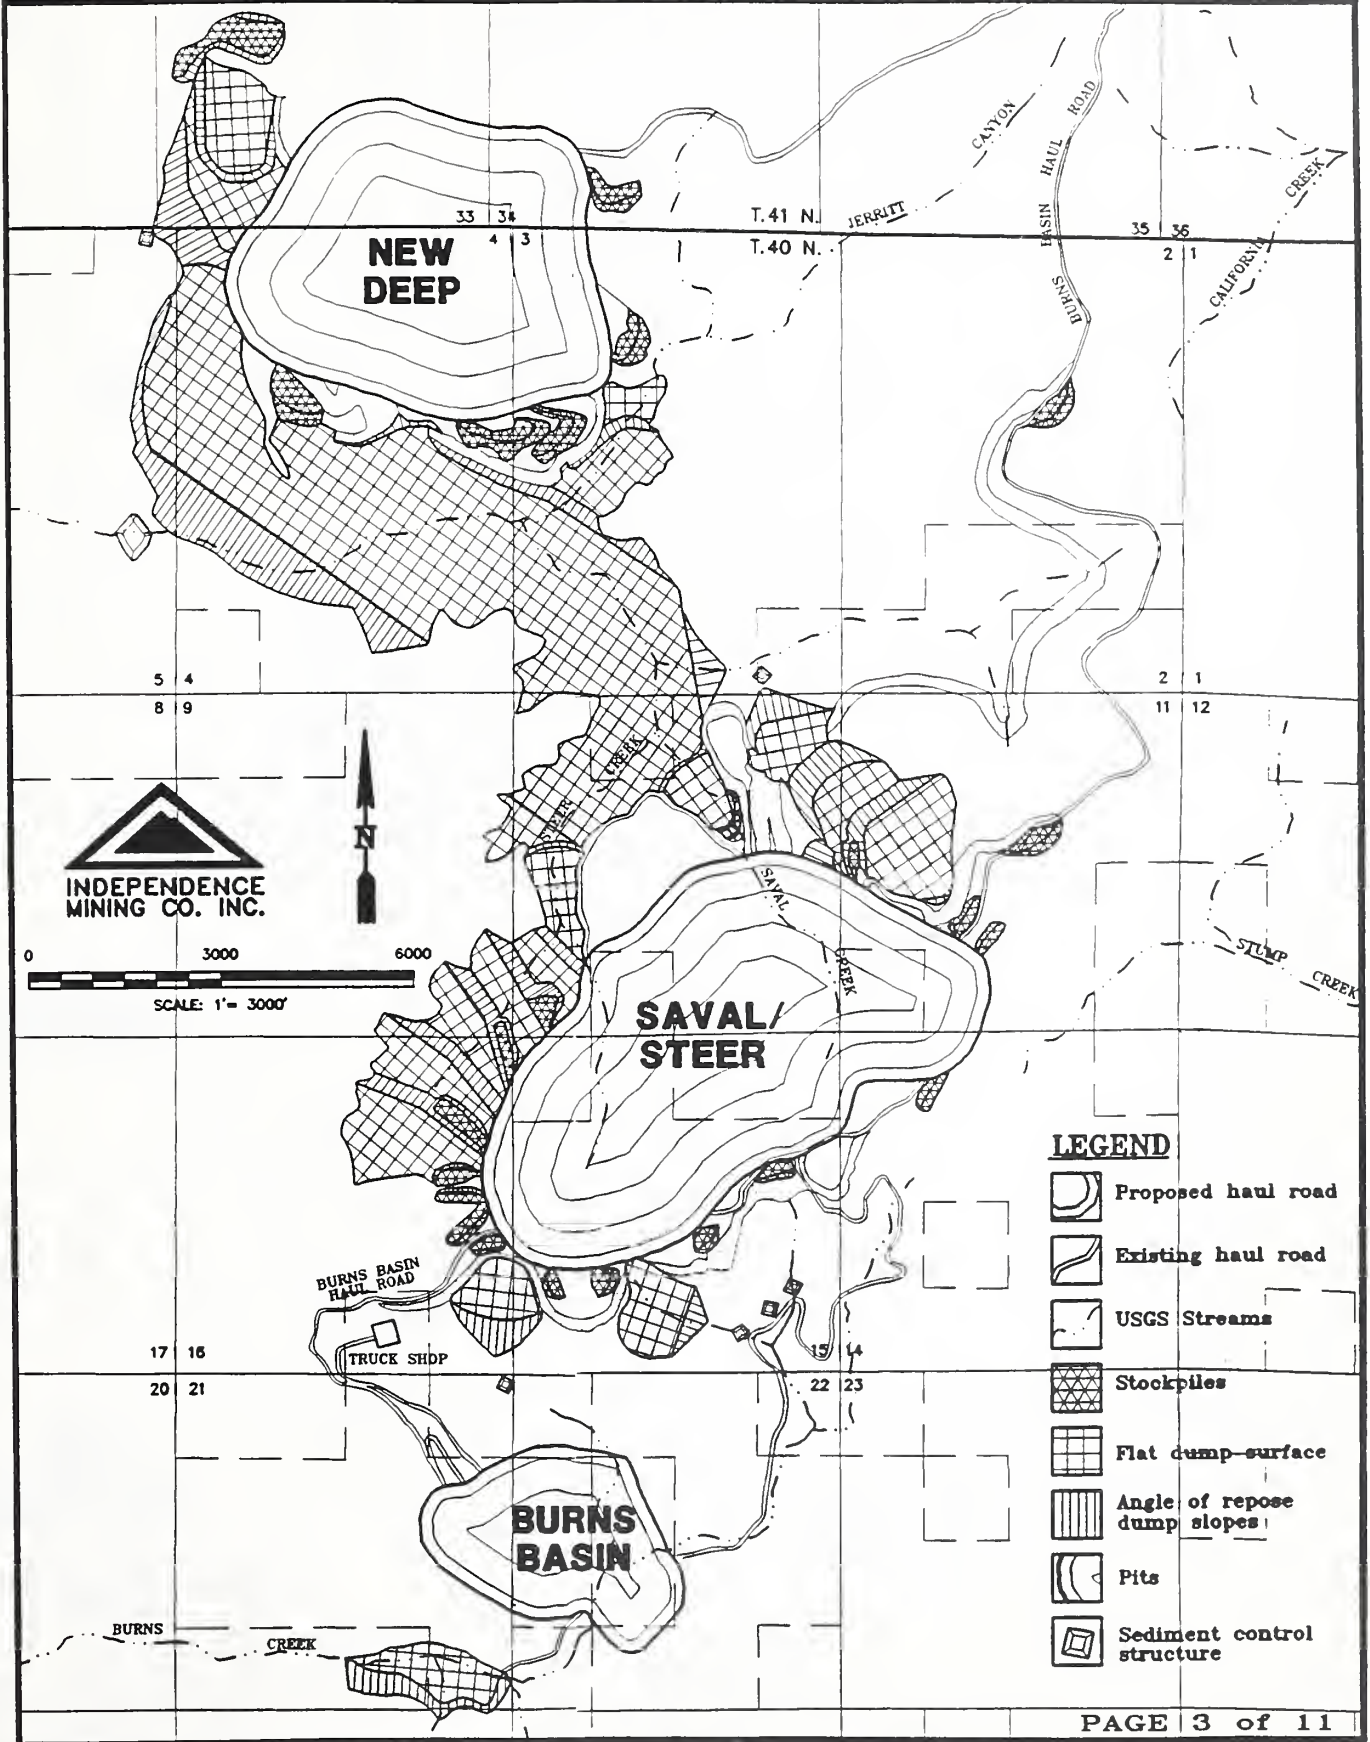 CANYON
ROAD
HAUL
BASIN
BURNS
CREEK
CALIFORNIA
JERRITT
T.41 N.
T.40 N.
33 34
4 3
35 36
2 1
NEW
DEEP
5 4
8 9
2 1
11 12
STEER CREEK
INDEPENDENCE
MINING CO. INC.
N
0 3000 6000
SCALE: 1'= 3000'
SAVAL
CREEK
STUMP
CREEK
SAVAL/
STEER
LEGEND
Proposed haul road
Existing haul road
USGS Streams
Stockpiles
Flat dump surface
Angle of repose
dump slopes
Pits
Sediment control
structure
BURNS BASIN
HAUL ROAD
TRUCK SHOP
17 16
20 21
15 14
22 23
BURNS
BASIN
BURNS
CREEK
PAGE 3 of 11